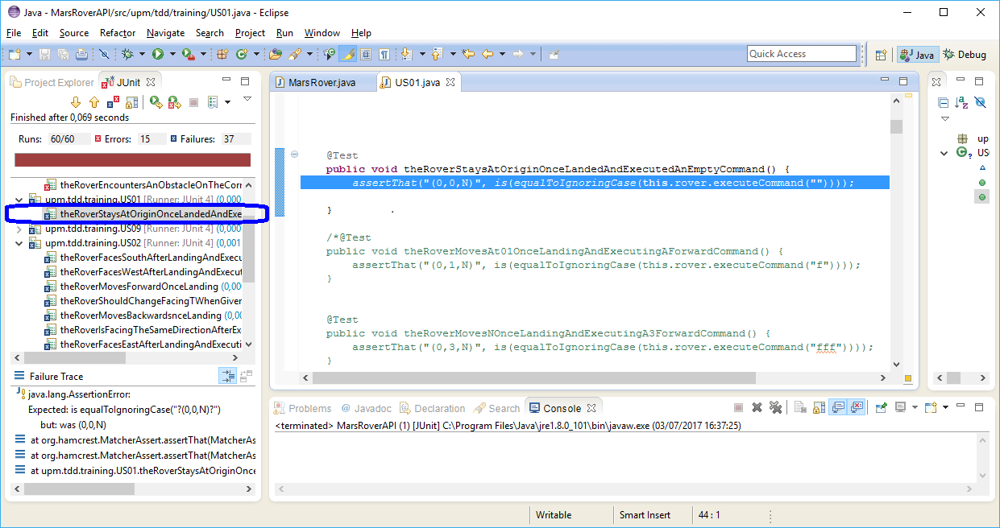 Java - MarsRoverAPI/src/upm/tdd/training/US01.java - Eclipse
File Edit Source Refactor Navigate Search Project Run Window Help
Quick Access
Java
Debug
Project Explorer
JUnit
Finished after 0,069 seconds
Runs: 60/60 Errors: 15 Failures: 37
theRoverEncountersAnObstacleOnTheCorr
upm.tdd.training.US01 [Runner: JUnit 4] (0,000
theRoverStaysAtOriginOnceLandedAndExe
upm.tdd.training.US09 [Runner: JUnit 4] (0,000
upm.tdd.training.US02 [Runner: JUnit 4] (0,001
theRoverFacesSouthAfterLandingAndExecu
theRoverFacesWestAfterLandingAndExecut
theRoverMovesForwardOnceLanding (0,00
theRoverShouldChangeFacingTWhenGiven
theRoverMovesBackwardsnceLanding (0,00
theRoverIsFacingTheSameDirectionAfterEx
theRoverFacesEastAfterLandingAndExecuti
Failure Trace
java.lang.AssertionError:
Expected: is equalToIgnoringCase("?(0,0,N)?")
but: was (0,0,N)
at org.hamcrest.MatcherAssert.assertThat(MatcherAs
at org.hamcrest.MatcherAssert.assertThat(MatcherAs
at upm.tdd.training.US01.theRoverStaysAtOriginOnce
MarsRover.java
US01.java
@Test
public void theRoverStaysAtOriginOnceLandedAndExecutedAnEmptyCommand() {
assertThat("(0,0,N)", is(equalToIgnoringCase(this.rover.executeCommand(""))));
}
/*@Test
public void theRoverMovesAt01OnceLandingAndExecutingAForwardCommand() {
assertThat("(0,1,N)", is(equalToIgnoringCase(this.rover.executeCommand("f"))));
}
@Test
public void theRoverMovesNOnceLandingAndExecutingA3ForwardCommand() {
assertThat("(0,3,N)", is(equalToIgnoringCase(this.rover.executeCommand("fff"))));
}
up
US
Problems @ Javadoc Declaration Search Console
<terminated> MarsRoverAPI (1) [JUnit] C:\Program Files\Java\jre1.8.0_101\bin\javaw.exe (03/07/2017 16:37:25)
Writable Smart Insert 44 : 1